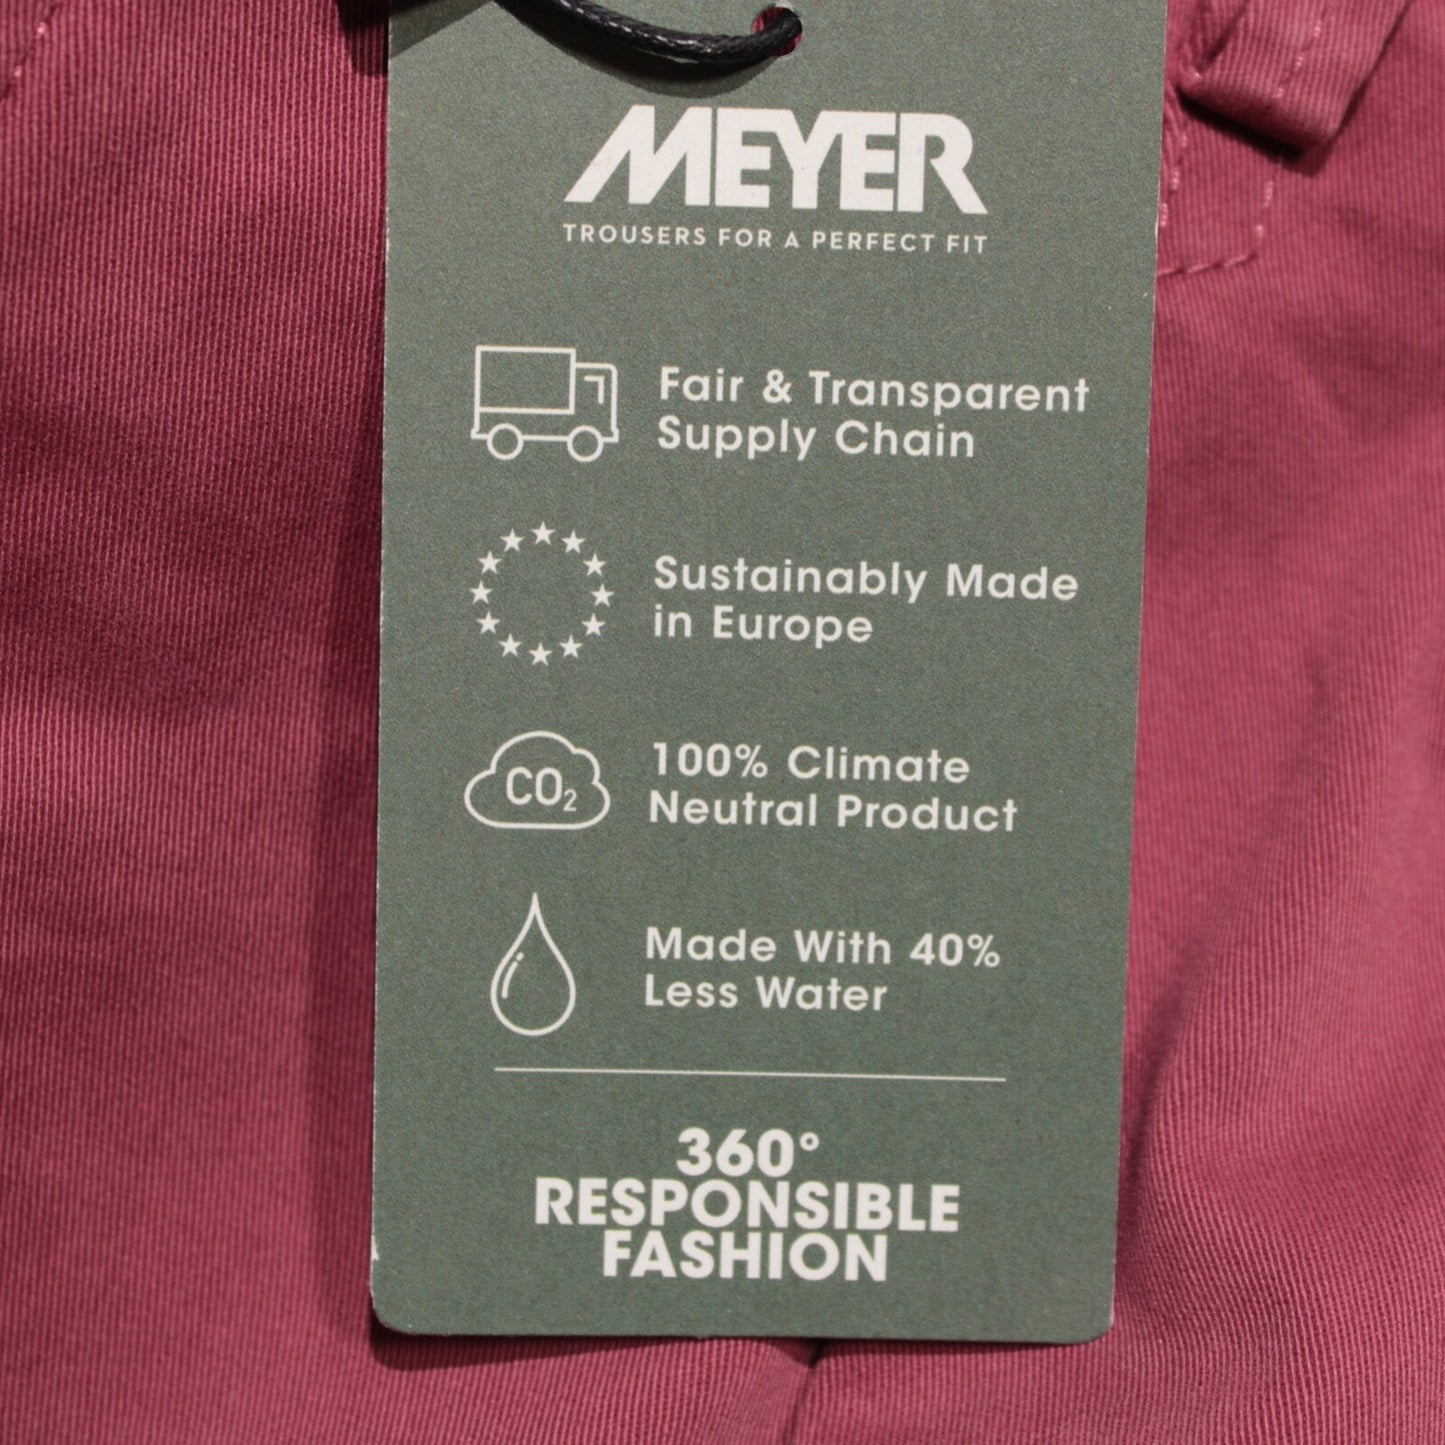 MEYER
TROUSERS FOR A PERFECT FIT
Fair & Transparent
Supply Chain
Sustainably Made
in Europe
CO₂
100% Climate
Neutral Product
Made With 40%
Less Water
360°
RESPONSIBLE
FASHION